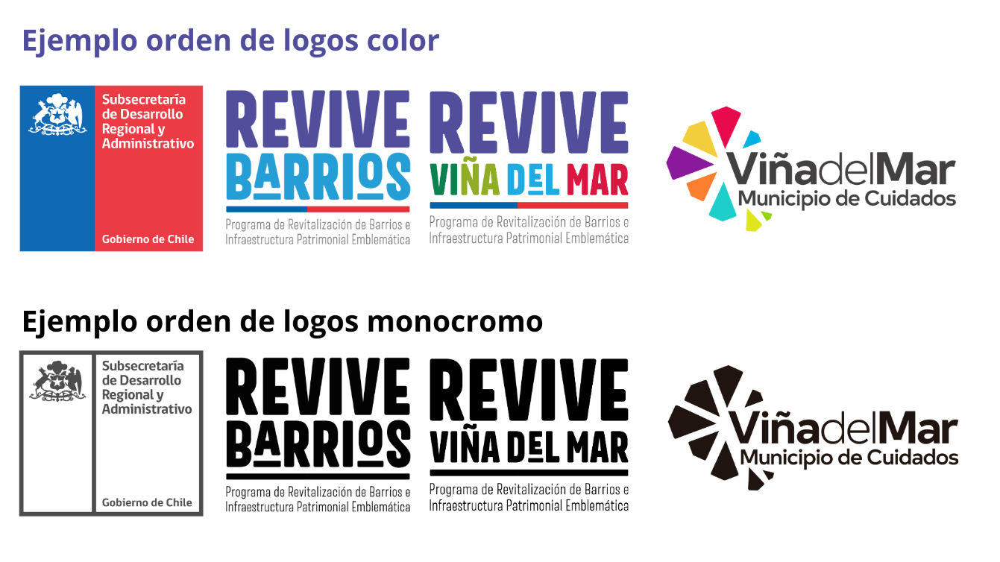 Ejemplo orden de logos color
Subsecretaría
de Desarrollo
Regional y
Administrativo
Gobierno de Chile
REVIVE
BARRIOS
Programa de Revitalización de Barrios e
Infraestructura Patrimonial Emblemática
REVIVE
VIÑA DEL MAR
Programa de Revitalización de Barrios e
Infraestructura Patrimonial Emblemática
ViñadelMar
Municipio de Cuidados
Ejemplo orden de logos monocromo
Subsecretaría
de Desarrollo
Regional y
Administrativo
Gobierno de Chile
REVIVE
BARRIOS
Programa de Revitalización de Barrios e
Infraestructura Patrimonial Emblemática
REVIVE
VIÑA DEL MAR
Programa de Revitalización de Barrios e
Infraestructura Patrimonial Emblemática
ViñadelMar
Municipio de Cuidados